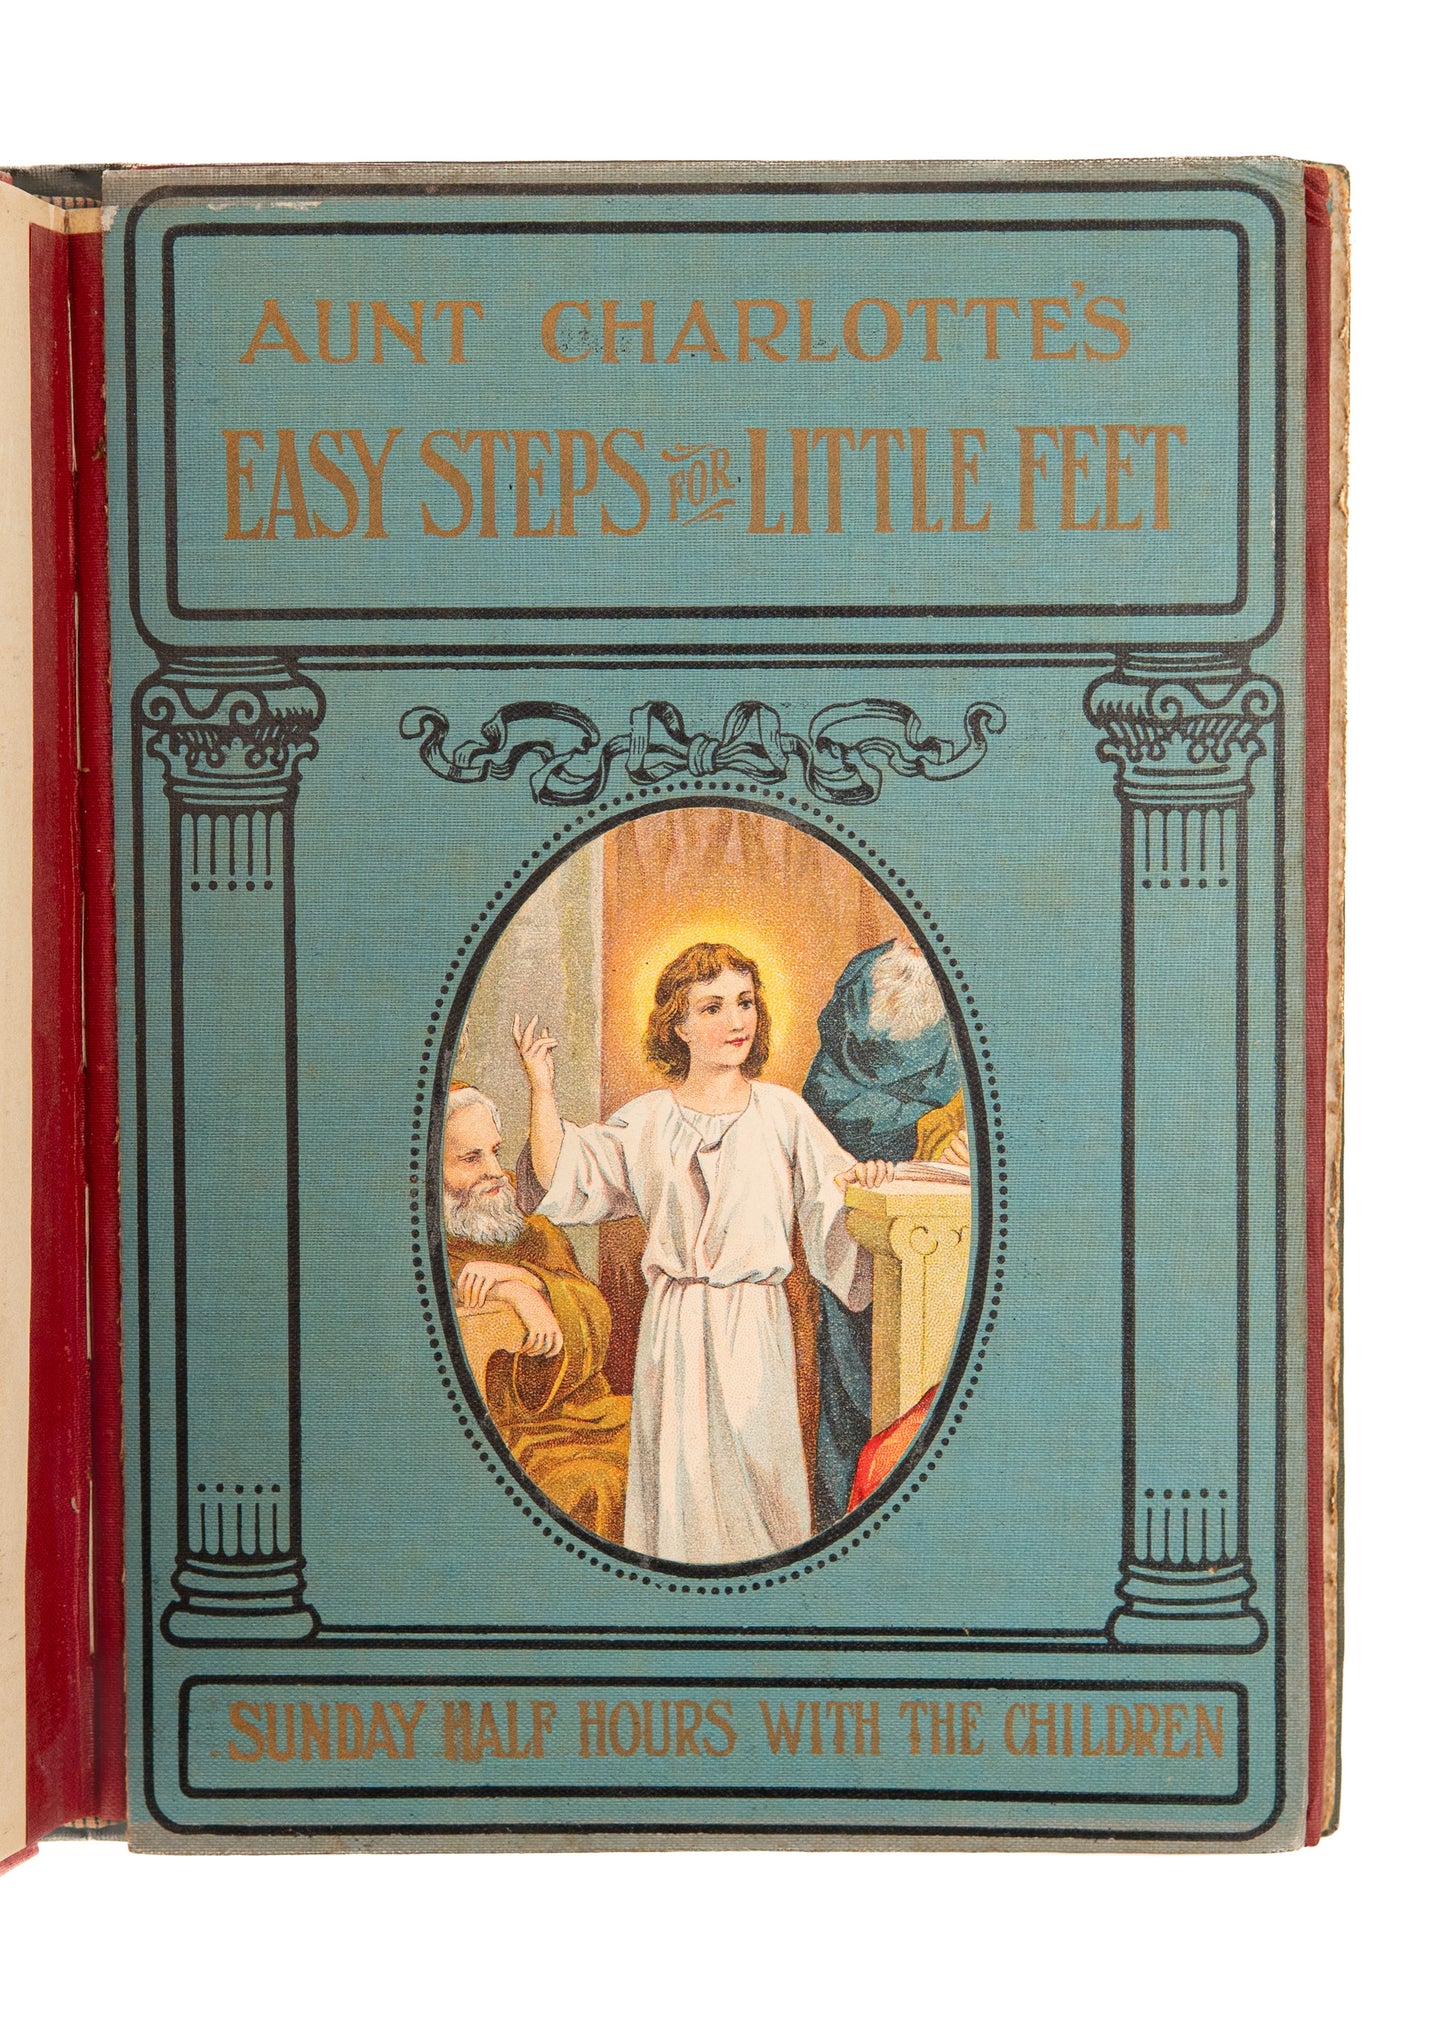 AUNT CHARLOTTE'S
EASY STEPS FOR LITTLE FEET
SUNDAY HALF HOURS WITH THE CHILDREN